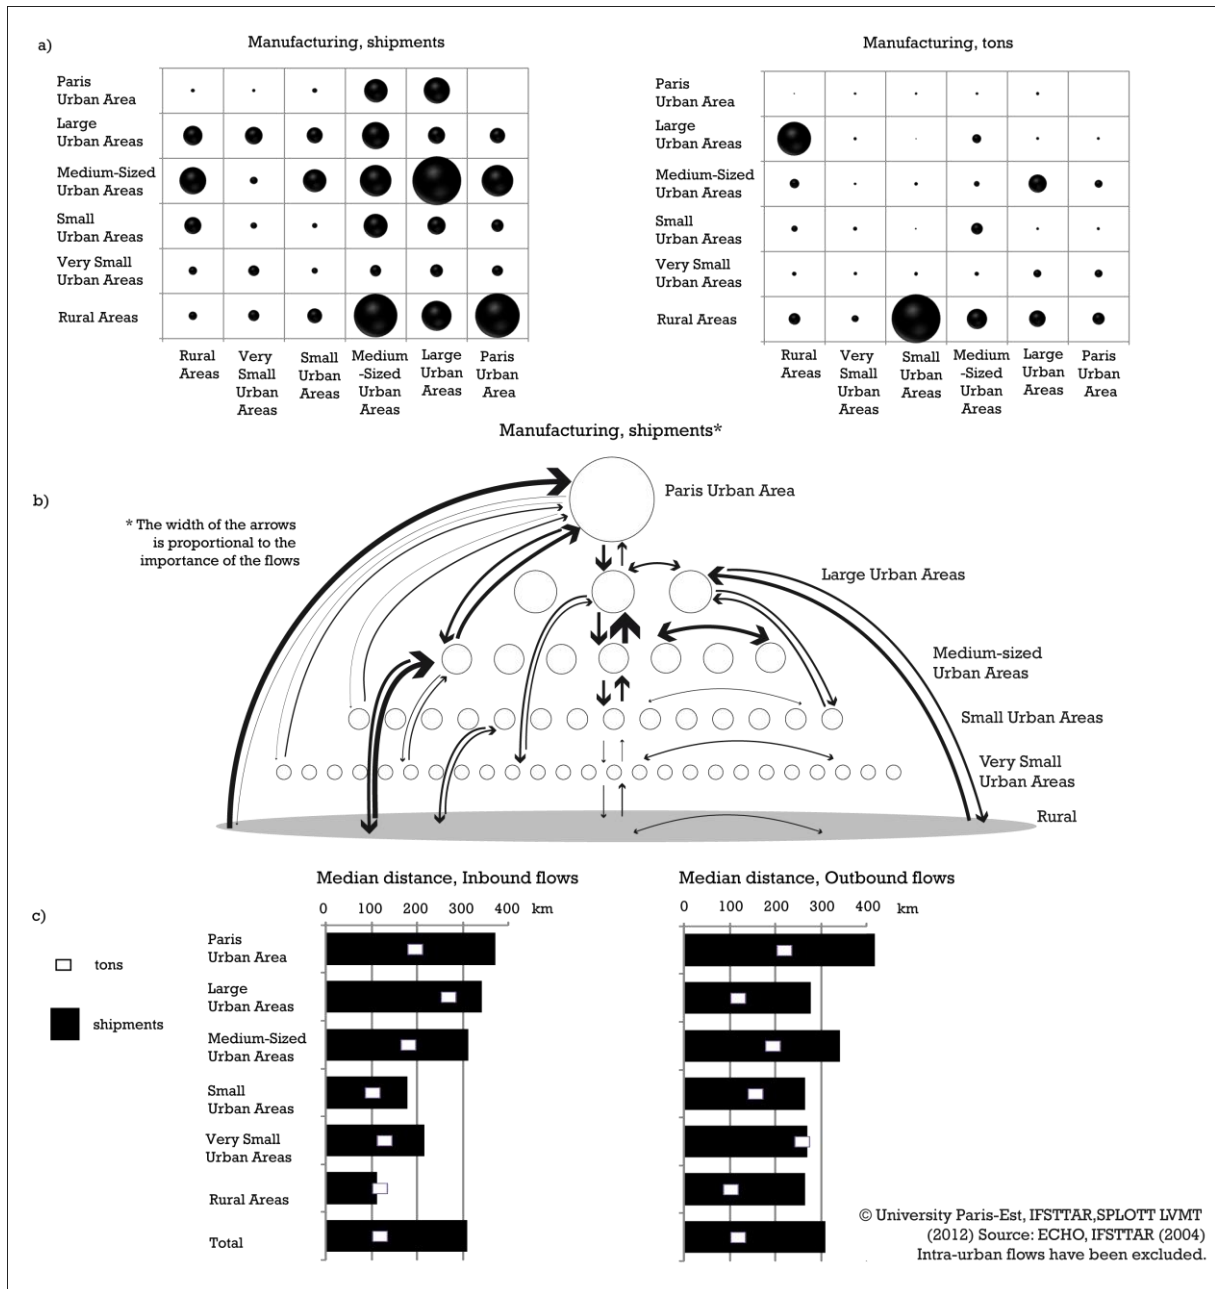 a)
Manufacturing, shipments
Paris
Urban Area
Large
Urban Areas
Medium-Sized
Urban Areas
Small
Urban Areas
Very Small
Urban Areas
Rural Areas
Rural
Areas
Very
Small
Urban
Areas
Small
Urban
Areas
Medium
-Sized
Urban
Areas
Large
Urban
Areas
Paris
Urban
Area
Manufacturing, tons
Paris
Urban Area
Large
Urban Areas
Medium-Sized
Urban Areas
Small
Urban Areas
Very Small
Urban Areas
Rural Areas
Rural
Areas
Very
Small
Urban
Areas
Small
Urban
Areas
Medium
-Sized
Urban
Areas
Large
Urban
Areas
Paris
Urban
Area
Manufacturing, shipments*
b)
* The width of the arrows
is proportional to the
importance of the flows
Paris Urban Area
Large Urban Areas
Medium-sized
Urban Areas
Small Urban Areas
Very Small
Urban Areas
Rural
c)
tons
shipments
Median distance, Inbound flows
0 100 200 300 400 km
Paris
Urban Area
Large
Urban Areas
Medium-Sized
Urban Areas
Small
Urban Areas
Very Small
Urban Areas
Rural Areas
Total
Median distance, Outbound flows
0 100 200 300 400 km
© University Paris-Est, IFSTTAR,SPLOTT LVMT
(2012) Source: ECHO, IFSTTAR (2004)
Intra-urban flows have been excluded.